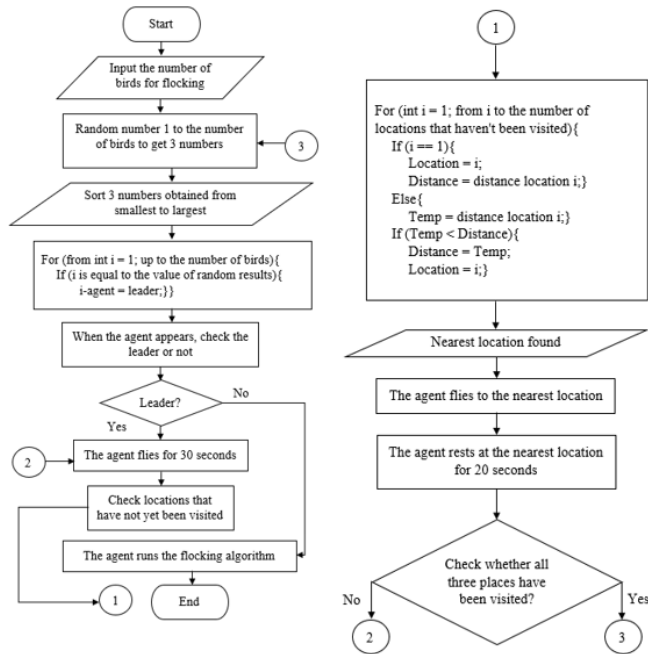 Start
Input the number of
birds for flocking
Random number 1 to the number
of birds to get 3 numbers
3
Sort 3 numbers obtained from
smallest to largest
For (from int i = 1; up to the number of birds){
If (i is equal to the value of random results){
i-agent = leader;}}
When the agent appears, check the
leader or not
Leader?
No
Yes
2
The agent flies for 30 seconds
Check locations that
have not yet been visited
The agent runs the flocking algorithm
1
End
1
For (int i = 1; from i to the number of
locations that haven't been visited){
If (i == 1){
Location = i;
Distance = distance location i;}
Else{
Temp = distance location i;}
If (Temp < Distance){
Distance = Temp;
Location = i;}
Nearest location found
The agent flies to the nearest location
The agent rests at the nearest location
for 20 seconds
Check whether all
three places have
been visited?
No
Yes
2
3